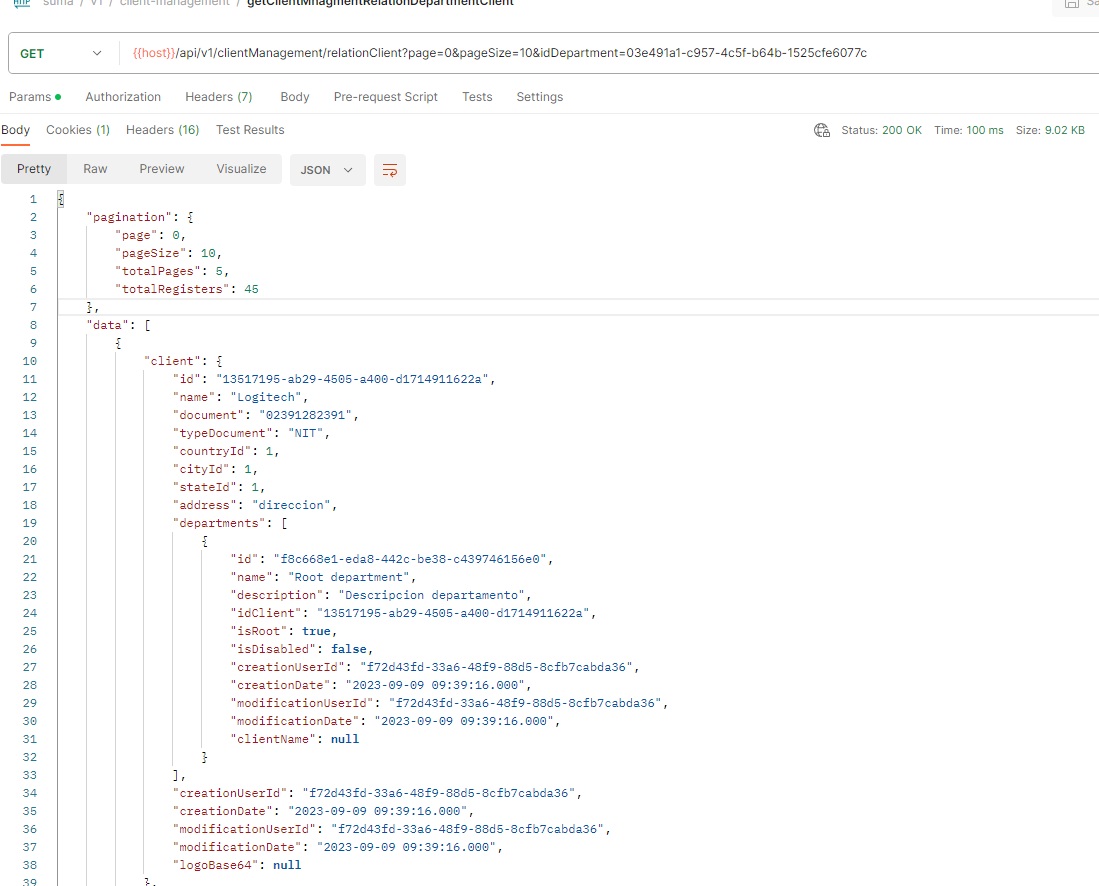 suma / v1 / client-management / getClientMnagmentRelationDepartmentClient
GET {{host}}/api/v1/clientManagement/relationClient?page=0&pageSize=10&idDepartment=03e491a1-c957-4c5f-b64b-1525cfe6077c
Params Authorization Headers (7) Body Pre-request Script Tests Settings
Body Cookies (1) Headers (16) Test Results Status: 200 OK Time: 100 ms Size: 9.02 KB
Pretty Raw Preview Visualize JSON
1 {
2 "pagination": {
3 "page": 0,
4 "pageSize": 10,
5 "totalPages": 5,
6 "totalRegisters": 45
7 },
8 "data": [
9 {
10 "client": {
11 "id": "13517195-ab29-4505-a400-d1714911622a",
12 "name": "Logitech",
13 "document": "02391282391",
14 "typeDocument": "NIT",
15 "countryId": 1,
16 "cityId": 1,
17 "stateId": 1,
18 "address": "direccion",
19 "departments": [
20 {
21 "id": "f8c668e1-eda8-442c-be38-c439746156e0",
22 "name": "Root department",
23 "description": "Descripcion departamento",
24 "idClient": "13517195-ab29-4505-a400-d1714911622a",
25 "isRoot": true,
26 "isDisabled": false,
27 "creationUserId": "f72d43fd-33a6-48f9-88d5-8cfb7cabda36",
28 "creationDate": "2023-09-09 09:39:16.000",
29 "modificationUserId": "f72d43fd-33a6-48f9-88d5-8cfb7cabda36",
30 "modificationDate": "2023-09-09 09:39:16.000",
31 "clientName": null
32 }
33 ],
34 "creationUserId": "f72d43fd-33a6-48f9-88d5-8cfb7cabda36",
35 "creationDate": "2023-09-09 09:39:16.000",
36 "modificationUserId": "f72d43fd-33a6-48f9-88d5-8cfb7cabda36",
37 "modificationDate": "2023-09-09 09:39:16.000",
38 "logoBase64": null
39 },